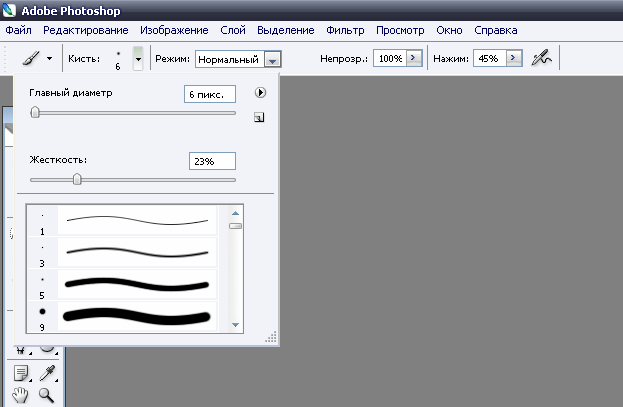 Adobe Photoshop
Файл Редактирование Изображение Слой Выделение Фильтр Просмотр Окно Справка
Кисть: 6 Режим: Нормальный Непрозр.: 100% Нажим: 45%
Главный диаметр 6 пикс.
Жесткость: 23%
1
3
5
9